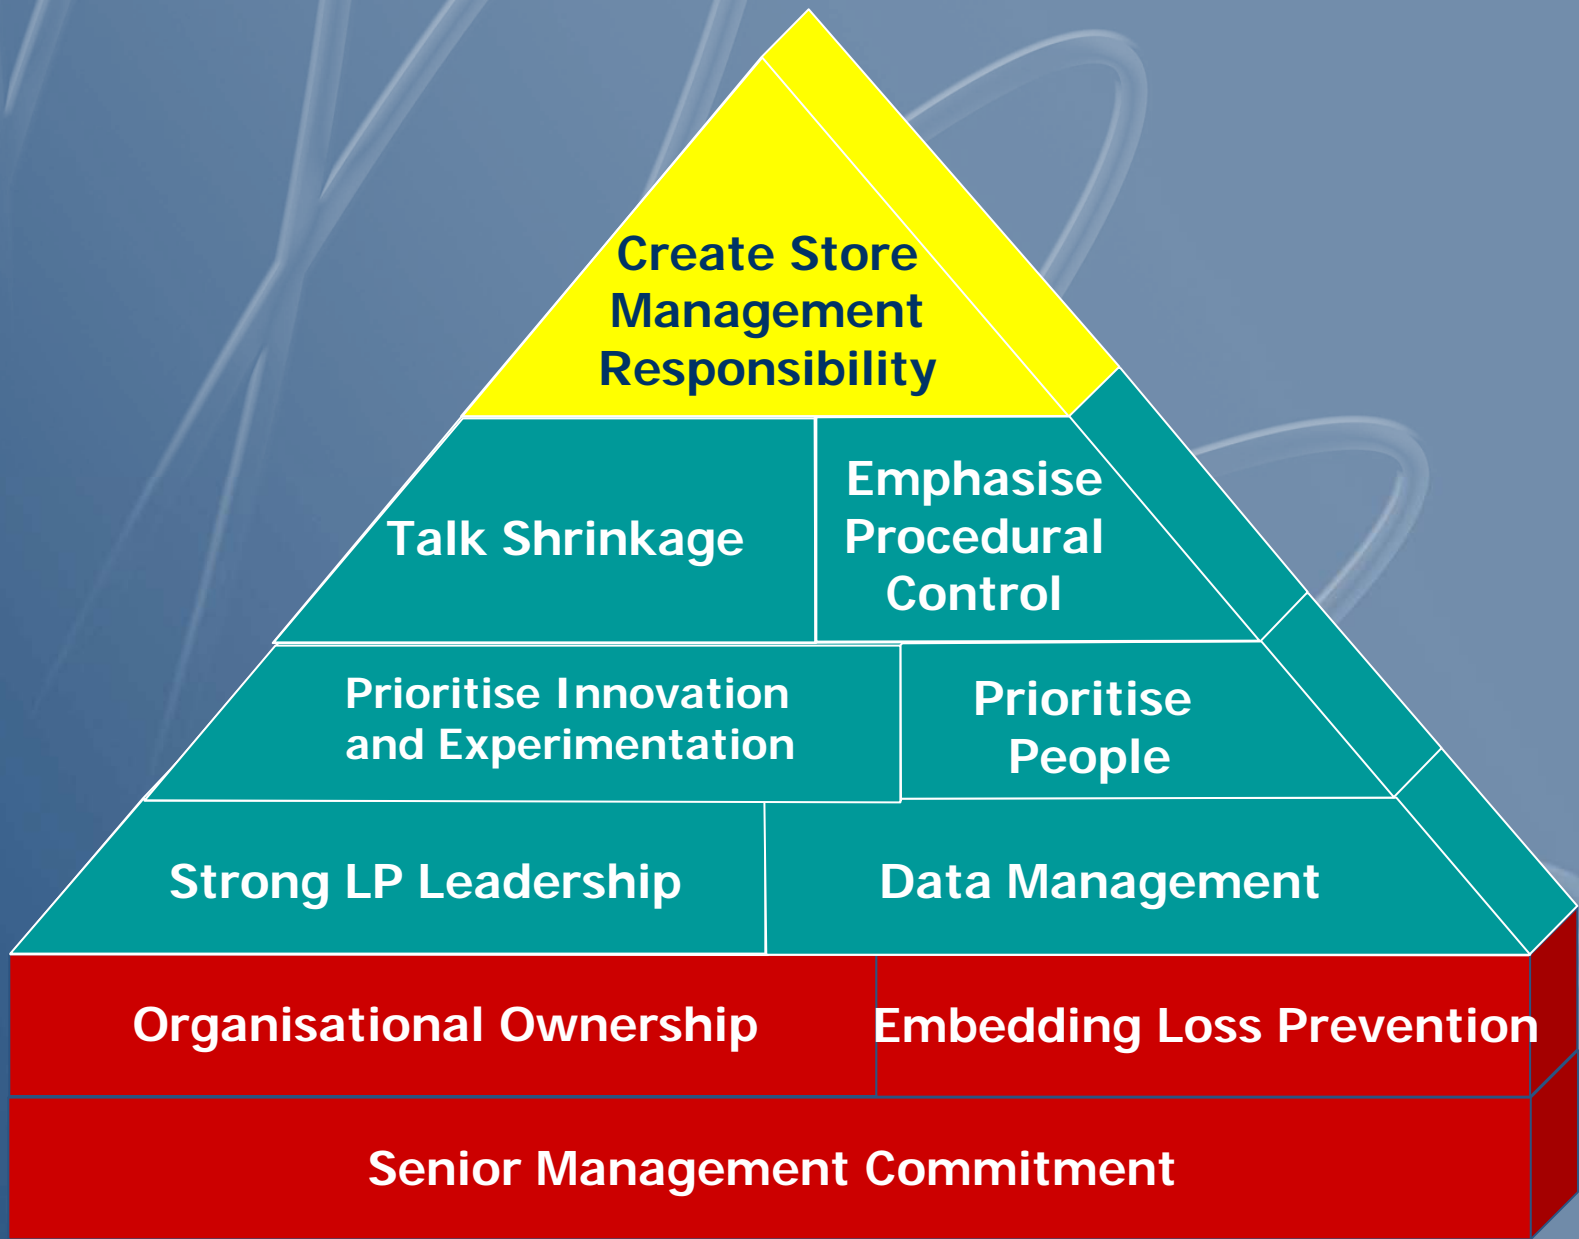 Create Store
Management
Responsibility
Talk Shrinkage
Emphasise
Procedural
Control
Prioritise Innovation
and Experimentation
Prioritise
People
Strong LP Leadership
Data Management
Organisational Ownership
Embedding Loss Prevention
Senior Management Commitment